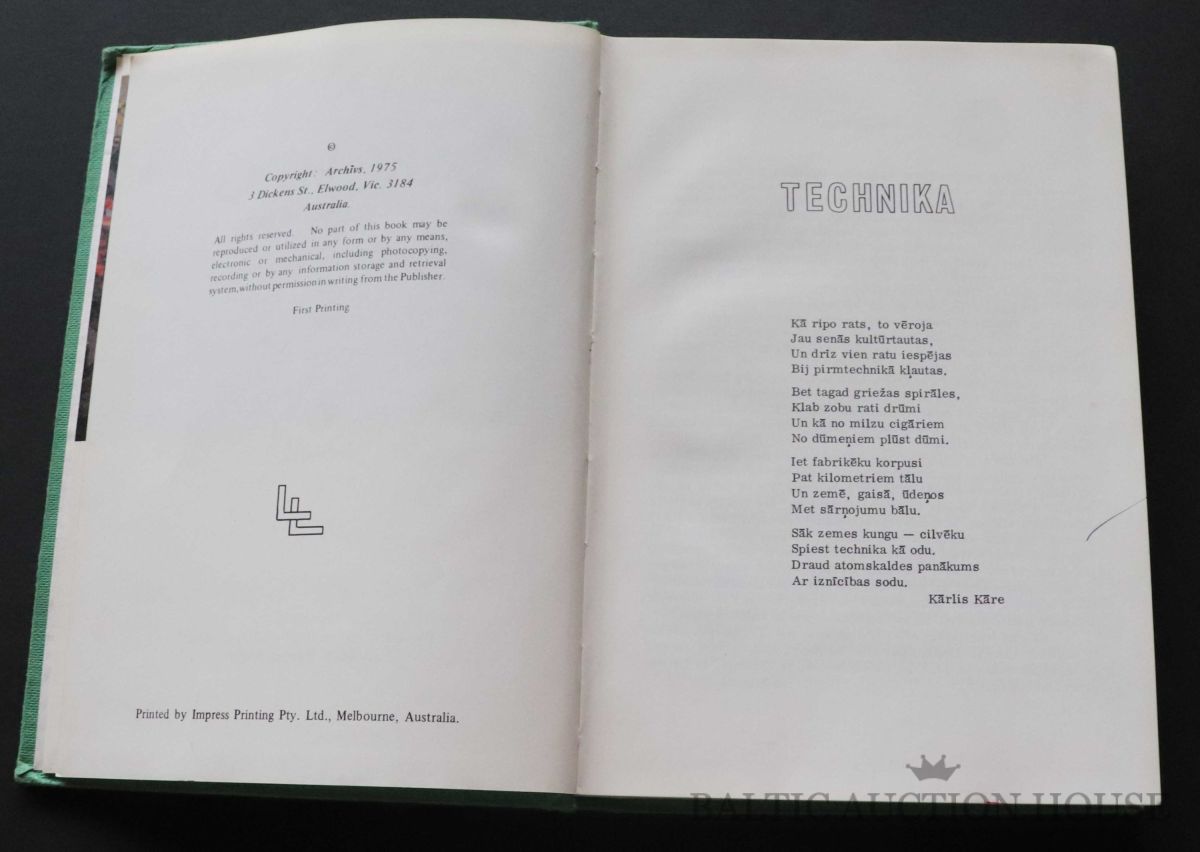 ©
Copyright: Archīvs, 1975
3 Dickens St., Elwood, Vic. 3184
Australia.
All rights reserved. No part of this book may be
reproduced or utilized in any form or by any means,
electronic or mechanical, including photocopying,
recording or by any information storage and retrieval
system, without permission in writing from the Publisher.
First Printing
Printed by Impress Printing Pty. Ltd., Melbourne, Australia.
TECHNIKA
Kā ripo rats, to vēroja
Jau senās kultūrtautas,
Un drīz vien ratu iespējas
Bij pirmtechnikā kļautas.
Bet tagad griežas spirāles,
Klab zobu rati drūmi
Un kā no milzu cigāriem
No dūmeņiem plūst dūmi.
Iet fabrikēku korpusi
Pat kilometriem tālu
Un zemē, gaisā, ūdeņos
Met sārņojumu bālu.
Sāk zemes kungu — cilvēku
Spiest technika kā odu.
Draud atomskaldes panākums
Ar iznīcības sodu.
Kārlis Kāre
BALTIC AUCTION HOUSE